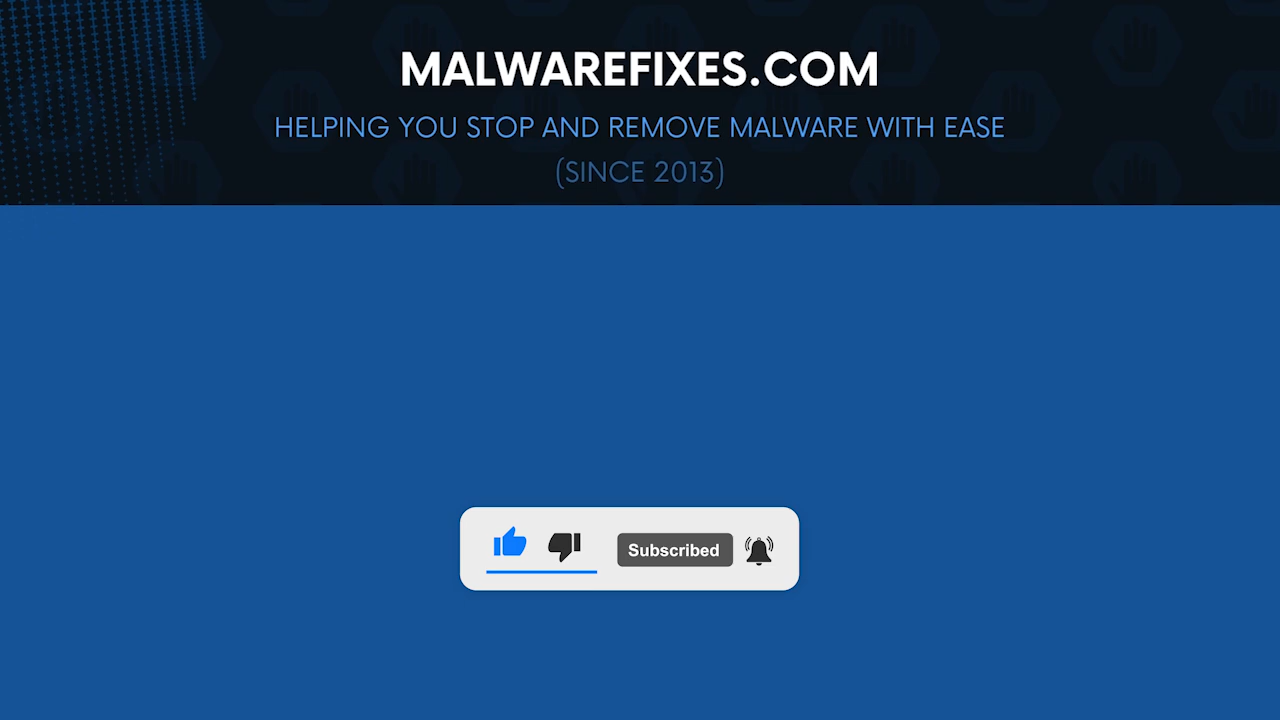 MALWAREFIXES.COM
HELPING YOU STOP AND REMOVE MALWARE WITH EASE
(SINCE 2013)
Subscribed